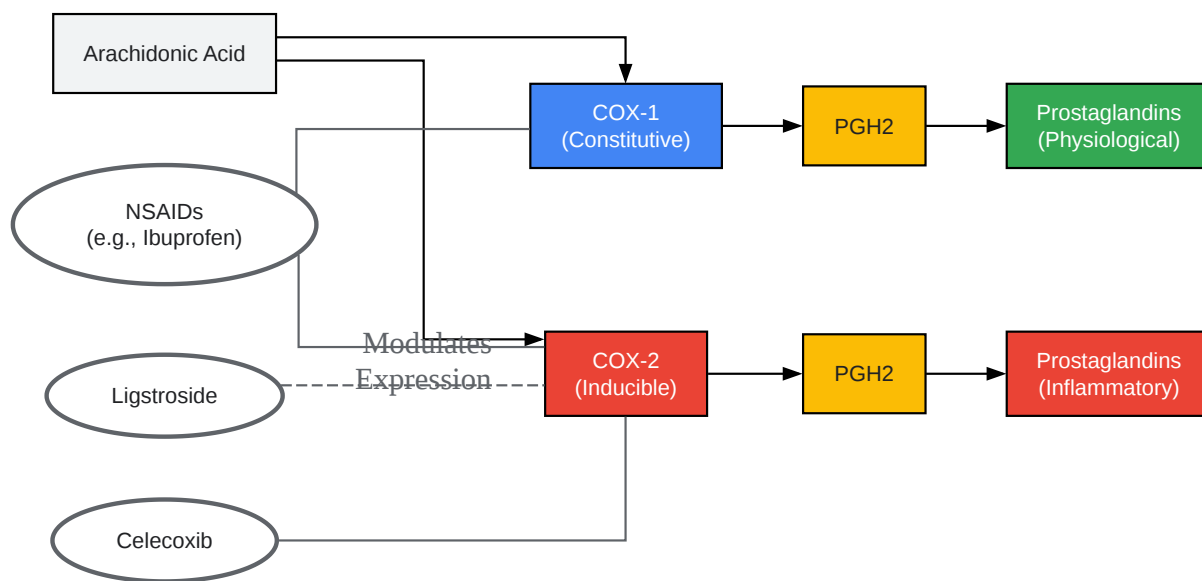 Arachidonic Acid
COX-1
(Constitutive)
PGH2
Prostaglandins
(Physiological)
NSAIDs
(e.g., Ibuprofen)
Modulates
Expression
COX-2
(Inducible)
PGH2
Prostaglandins
(Inflammatory)
Ligstroside
Celecoxib